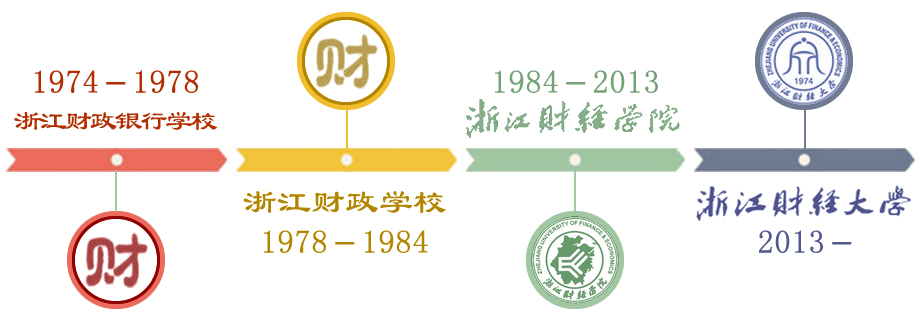 1974－1978
浙江财政银行学校
财
财
浙江财政学校
1978－1984
1984－2013
浙江财经学院
ZHEJIANG UNIVERSITY OF FINANCE & ECONOMICS
浙江财经学院
ZHEJIANG UNIVERSITY OF FINANCE & ECONOMICS
1974
浙江财经大学
浙江财经大学
2013－